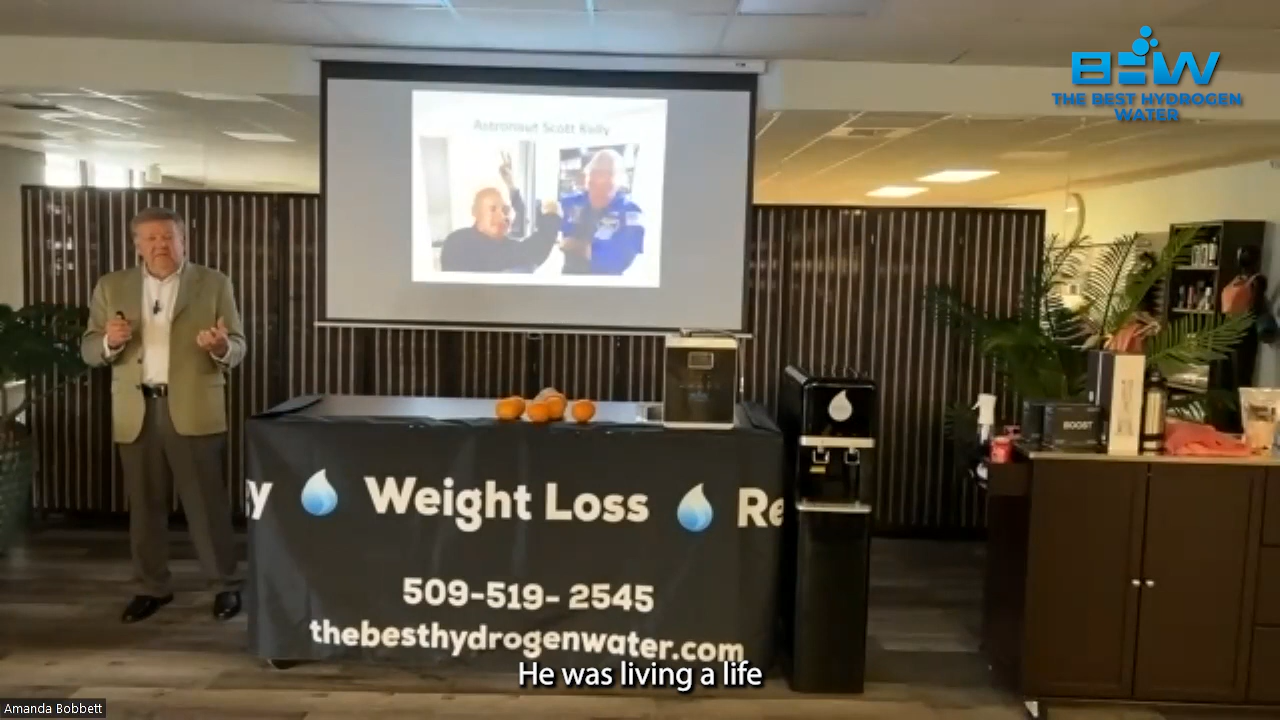 BHW
THE BEST HYDROGEN
WATER
Astronaut Scott Kelly
BOOST
Weight Loss
Re
509-519- 2545
thebesthydrogenwater.com
He was living a life
Amanda Bobbett